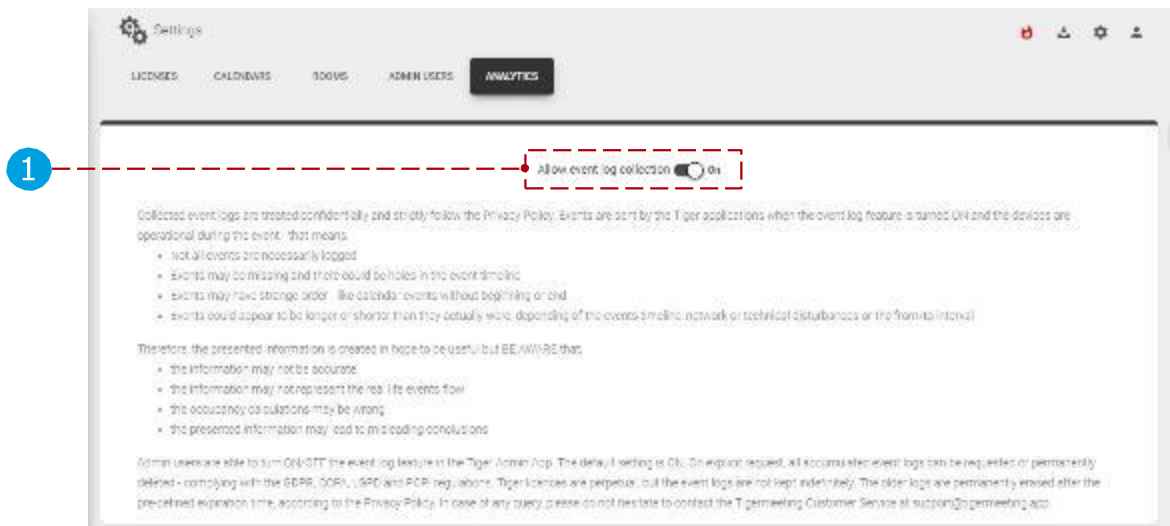 Settings
LICENSES CALENDARS ROOMS ADMIN USERS ANALYTICS
1
Allow event log collection On
Collected event logs are treated confidentially and strictly follow the Privacy Policy. Events are sent by the Tiger applications when the event log feature is turned ON and the devices are
operational during the event - that means:
• Not all events are necessarily logged
• Events may be missing and there could be holes in the event timeline
• Events may have strange order - like calendar events without beginning or end
• Events could appear to be longer or shorter than they actually were, depending of the events timeline, network or technical disturbances or the from-to interval
Therefore, the presented information is created in hope to be useful but BE AWARE that:
• the information may not be accurate
• the information may not represent the real life events flow
• the occupancy calculations may be wrong
• the presented information may lead to misleading conclusions
Admin users are able to turn ON/OFF the event log feature in the Tiger Admin App. The default setting is ON. On explicit request, all accumulated event logs can be requested or permanently
deleted - complying with the GDPR, CCPA, LGPD and PCPI regulations. Tiger licences are perpetual, but the event logs are not kept indefinitely. The older logs are permanently erased after the
pre-defined expiration time, according to the Privacy Policy. In case of any query, please do not hesitate to contact the Tigermeeting Customer Service at support@tigermeeting.app